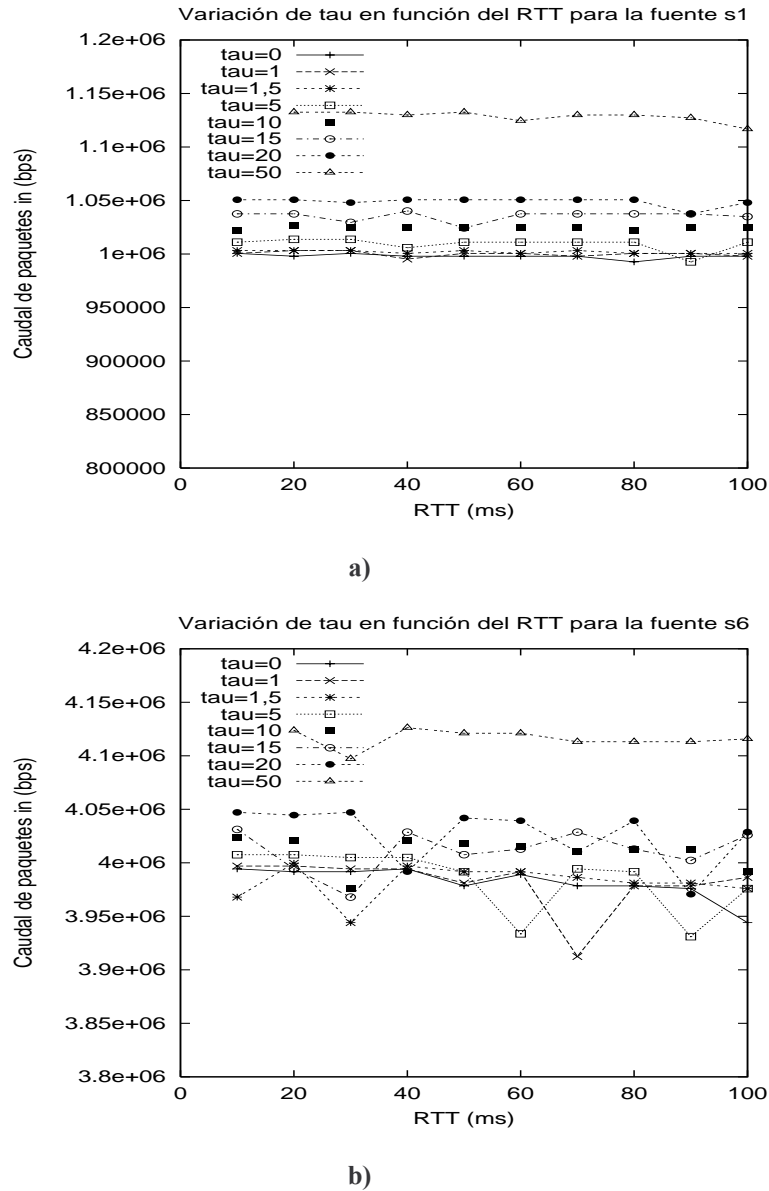 Variación de tau en función del RTT para la fuente s1
1.2e+06
1.15e+06
1.1e+06
1.05e+06
1e+06
950000
900000
850000
800000
Caudal de paquetes in (bps)
tau=0
tau=1
tau=1,5
tau=5
tau=10
tau=15
tau=20
tau=50
0 20 40 60 80 100
RTT (ms)
a)
Variación de tau en función del RTT para la fuente s6
4.2e+06
4.15e+06
4.1e+06
4.05e+06
4e+06
3.95e+06
3.9e+06
3.85e+06
3.8e+06
Caudal de paquetes in (bps)
tau=0
tau=1
tau=1,5
tau=5
tau=10
tau=15
tau=20
tau=50
0 20 40 60 80 100
RTT (ms)
b)